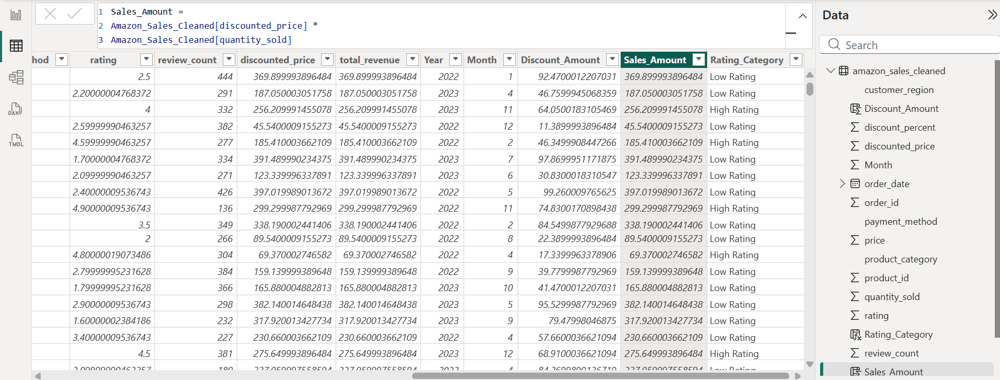 1 Sales_Amount =
2 Amazon_Sales_Cleaned[discounted_price] *
3 Amazon_Sales_Cleaned[quantity_sold]
hod rating review_count discounted_price total_revenue Year Month Discount_Amount Sales_Amount Rating_Category
2.5 444 369.899993896484 369.899993896484 2022 1 92.4700012207031 369.899993896484 Low Rating
2.20000004768372 291 187.050003051758 187.050003051758 2023 4 46.7599945068359 187.050003051758 Low Rating
4 332 256.209991455078 256.209991455078 2023 11 64.0500183105469 256.209991455078 High Rating
2.59999990463257 382 45.5400009155273 45.5400009155273 2022 12 11.3899993896484 45.5400009155273 Low Rating
4.59999990463257 277 185.410003662109 185.410003662109 2022 2 46.3499908447266 185.410003662109 High Rating
1.70000004768372 334 391.489990234375 391.489990234375 2023 7 97.8699951171875 391.489990234375 Low Rating
2.09999990463257 271 123.339996337891 123.339996337891 2023 6 30.8300018310547 123.339996337891 Low Rating
2.40000009536743 426 397.019989013672 397.019989013672 2022 5 99.260009765625 397.019989013672 Low Rating
4.90000009536743 136 299.299987792969 299.299987792969 2022 11 74.8300170898438 299.299987792969 High Rating
3.5 349 338.190002441406 338.190002441406 2022 2 84.5499877929688 338.190002441406 Low Rating
2 266 89.5400009155273 89.5400009155273 2022 8 22.3899993896484 89.5400009155273 Low Rating
4.80000019073486 304 69.370002746582 69.370002746582 2022 4 17.3399963378906 69.370002746582 High Rating
2.79999995231628 384 159.139999389648 159.139999389648 2022 9 39.7799987792969 159.139999389648 Low Rating
1.79999995231628 366 165.880004882813 165.880004882813 2023 10 41.4700012207031 165.880004882813 Low Rating
2.90000009536743 298 382.140014648438 382.140014648438 2023 5 95.5299987792969 382.140014648438 Low Rating
1.60000002384186 232 317.920013427734 317.920013427734 2023 9 79.47998046875 317.920013427734 Low Rating
3.40000009536743 227 230.660003662109 230.660003662109 2022 4 57.6600036621094 230.660003662109 Low Rating
4.5 381 275.649993896484 275.649993896484 2023 12 68.9100036621094 275.649993896484 High Rating
DAX
TMDL
Data
Search
amazon_sales_cleaned
customer_region
Discount_Amount
discount_percent
discounted_price
Month
order_date
order_id
payment_method
price
product_category
product_id
quantity_sold
rating
Rating_Category
review_count
Sales_Amount